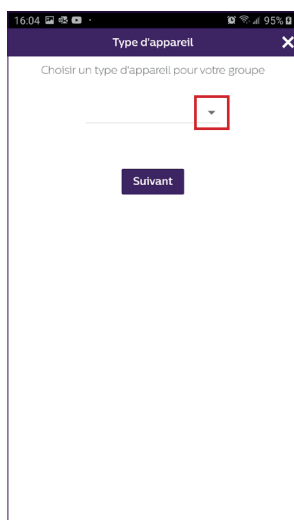 16:04 95%
Type d'appareil
Choisir un type d'appareil pour votre groupe
Suivant